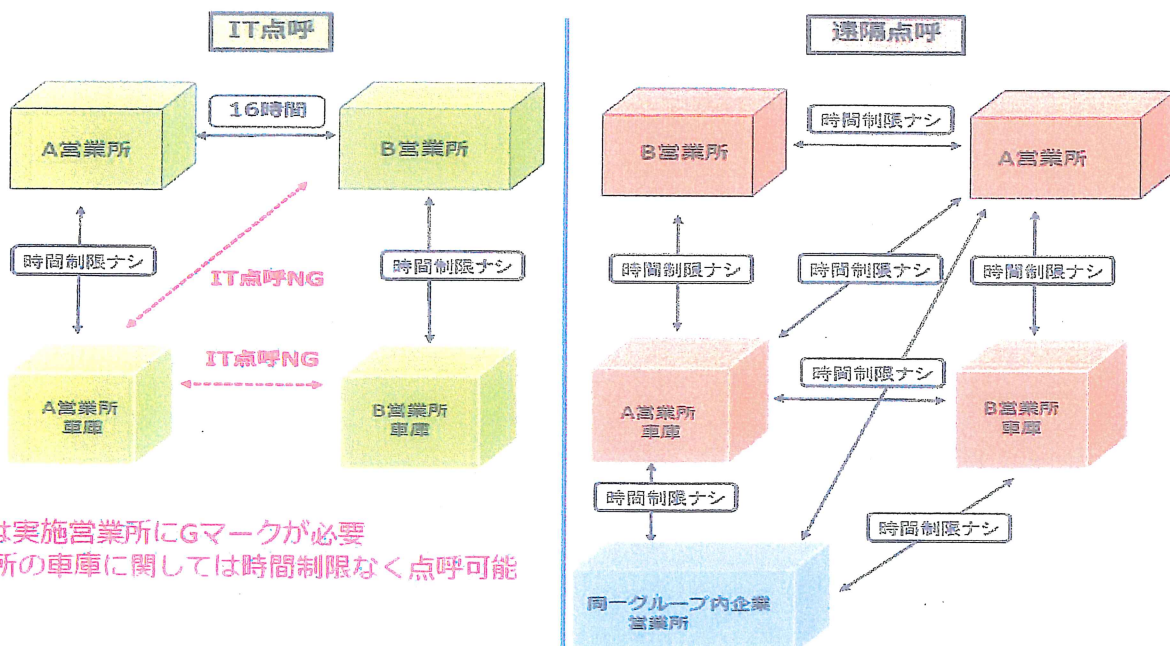 IT点呼
16時間
A営業所
B営業所
時間制限ナシ
時間制限ナシ
IT点呼NG
IT点呼NG
A営業所
車庫
B営業所
車庫
は実施営業所にGマークが必要
所の車庫に関しては時間制限なく点呼可能
遠隔点呼
時間制限ナシ
B営業所
A営業所
時間制限ナシ
時間制限ナシ
時間制限ナシ
時間制限ナシ
A営業所
車庫
B営業所
車庫
時間制限ナシ
時間制限ナシ
同一グループ内企業
営業所